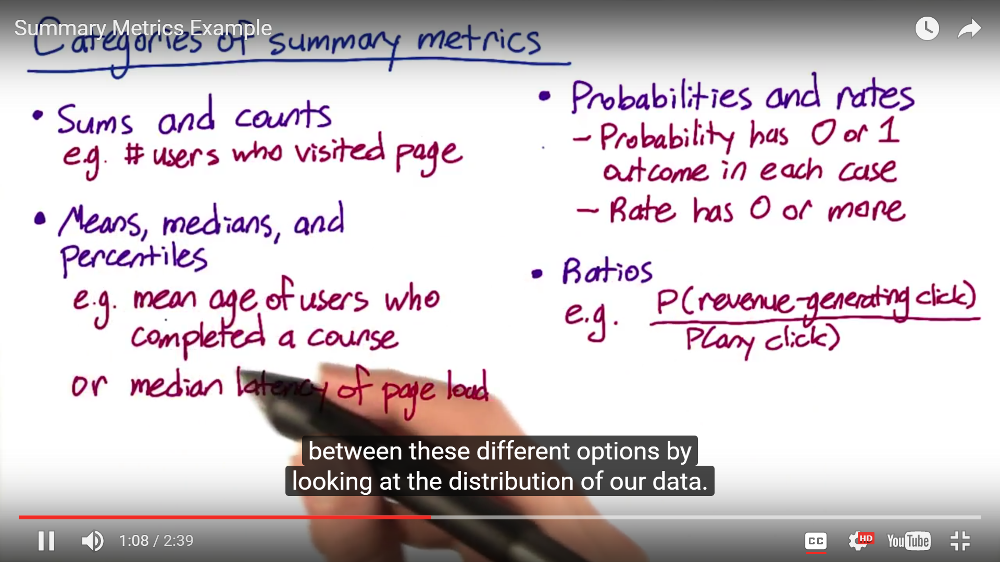 Summary Metrics Example
Categories of summary metrics
• Sums and counts
e.g. # users who visited page
• Means, medians, and
percentiles
e.g. mean age of users who
completed a course
or median latency of page load
• Probabilities and rates
– Probability has 0 or 1
outcome in each case
– Rate has 0 or more
• Ratios
e.g. P(revenue-generating click)
P(any click)
between these different options by
looking at the distribution of our data.
1:08 / 2:39
CC
HD
YouTube